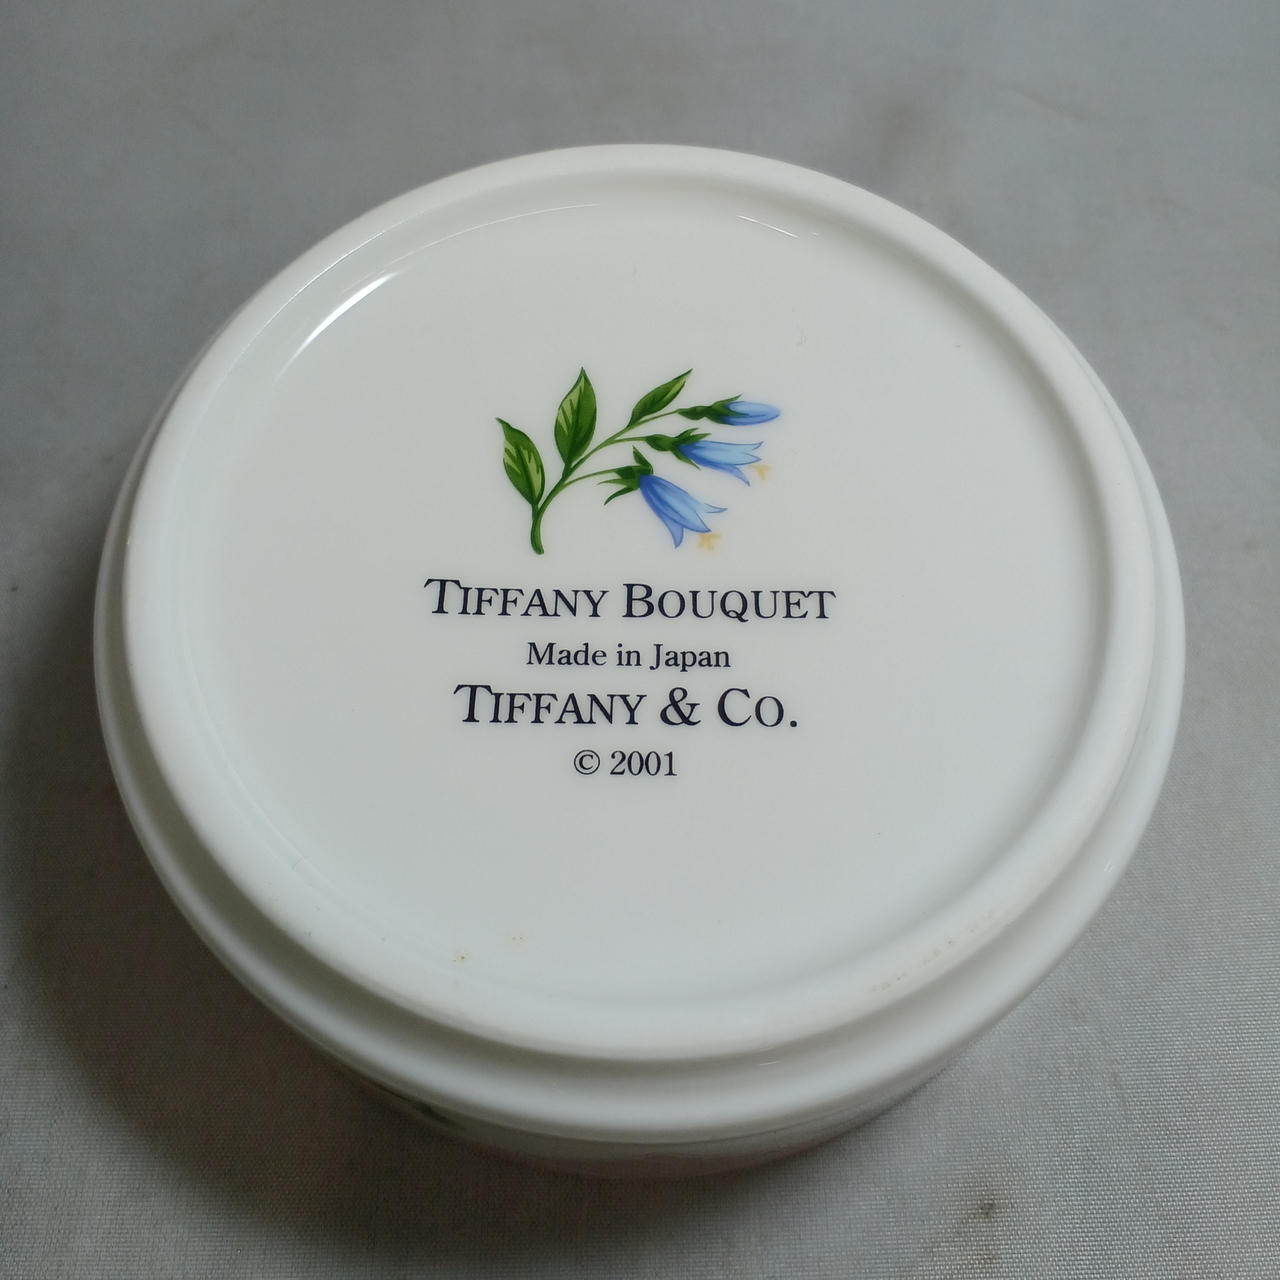 TIFFANY BOUQUET
Made in Japan
TIFFANY & CO.
© 2001